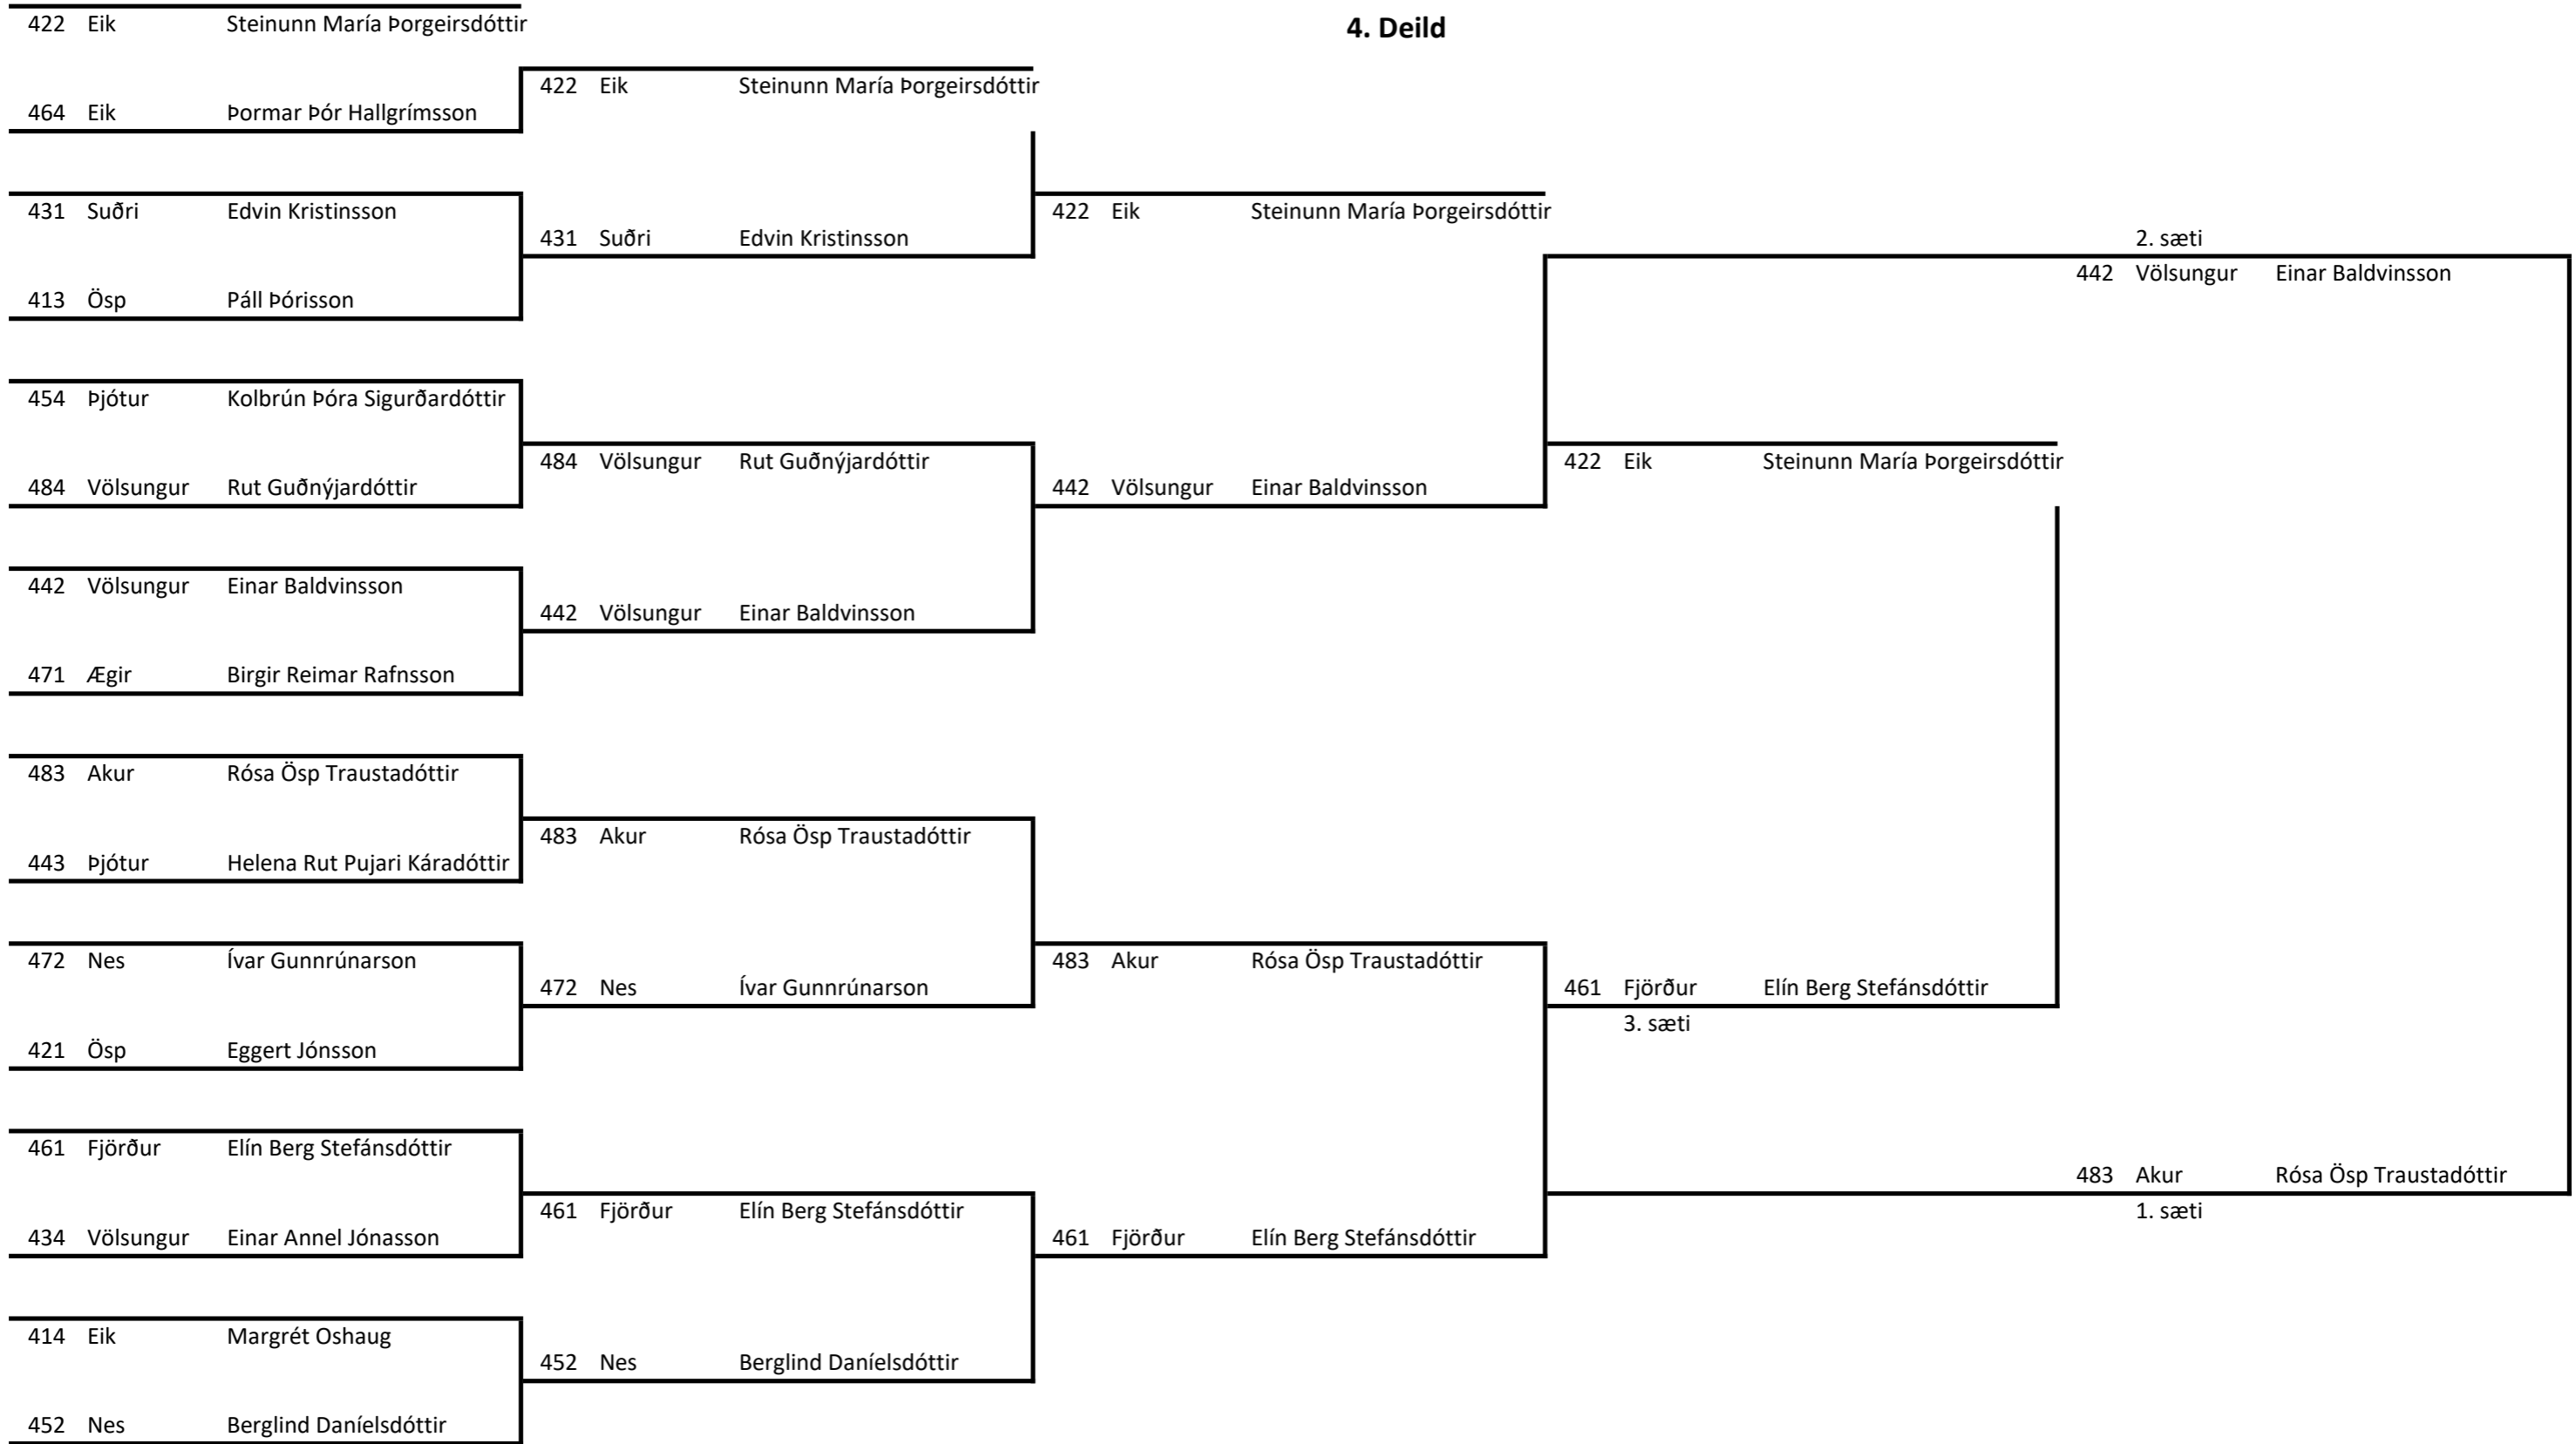 4. Deild
422 Eik Steinunn María Þorgeirsdóttir
464 Eik Þormar Þór Hallgrímsson
431 Suðri Edvin Kristinsson
413 Ösp Páll Þórisson
454 Þjótur Kolbrún Þóra Sigurðardóttir
484 Völsungur Rut Guðnýjardóttir
442 Völsungur Einar Baldvinsson
471 Ægir Birgir Reimar Rafnsson
483 Akur Rósa Ösp Traustadóttir
443 Þjótur Helena Rut Pujari Káradóttir
472 Nes Ívar Gunnrúnarson
421 Ösp Eggert Jónsson
461 Fjörður Elín Berg Stefánsdóttir
434 Völsungur Einar Annel Jónasson
414 Eik Margrét Oshaug
452 Nes Berglind Daníelsdóttir
422 Eik Steinunn María Þorgeirsdóttir
431 Suðri Edvin Kristinsson
484 Völsungur Rut Guðnýjardóttir
442 Völsungur Einar Baldvinsson
483 Akur Rósa Ösp Traustadóttir
472 Nes Ívar Gunnrúnarson
461 Fjörður Elín Berg Stefánsdóttir
452 Nes Berglind Daníelsdóttir
422 Eik Steinunn María Þorgeirsdóttir
442 Völsungur Einar Baldvinsson
483 Akur Rósa Ösp Traustadóttir
461 Fjörður Elín Berg Stefánsdóttir
422 Eik Steinunn María Þorgeirsdóttir
461 Fjörður Elín Berg Stefánsdóttir
3. sæti
2. sæti
442 Völsungur Einar Baldvinsson
483 Akur Rósa Ösp Traustadóttir
1. sæti